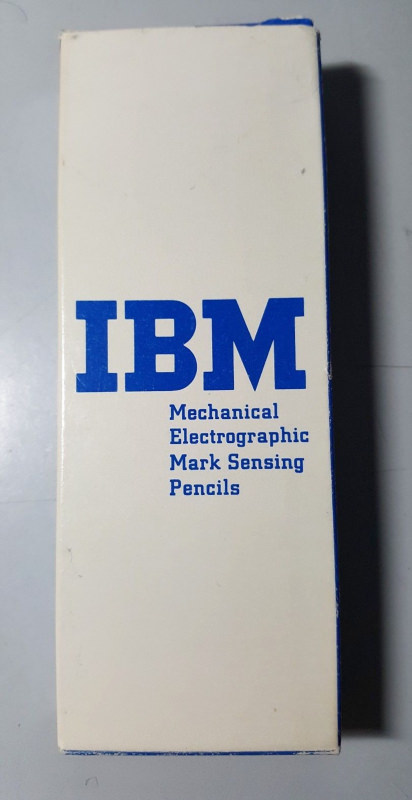 IBM
Mechanical
Electrographic
Mark Sensing
Pencils